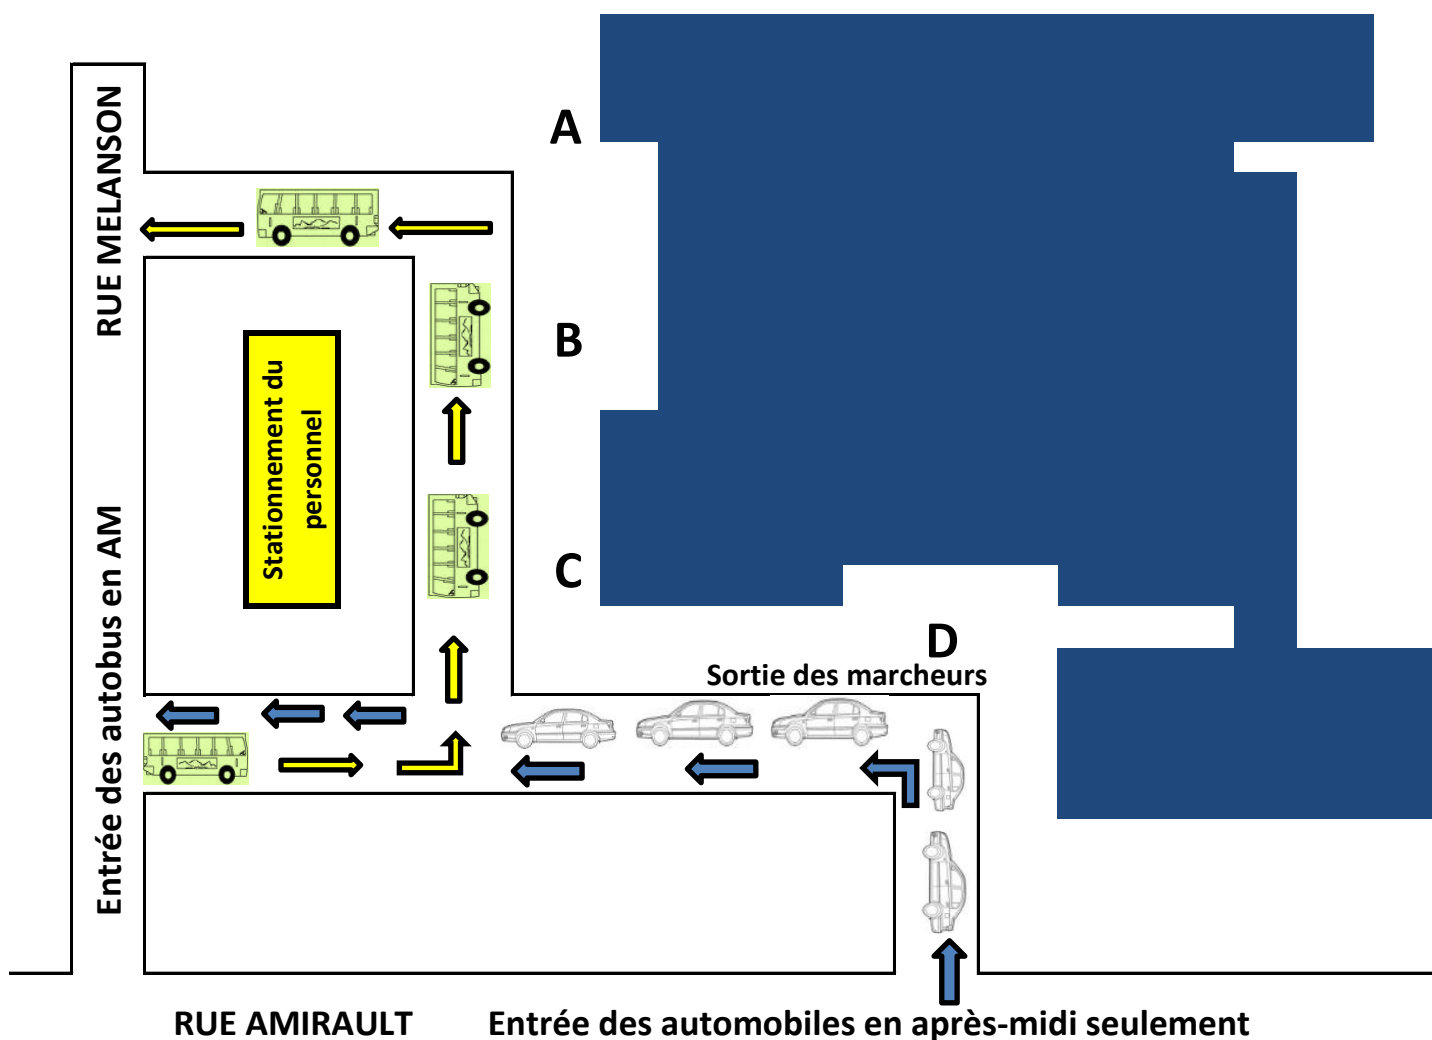 RUE MELANSON
A
B
Stationnement du
personnel
C
Entrée des autobus en AM
D
Sortie des marcheurs
RUE AMIRAULT
Entrée des automobiles en après-midi seulement